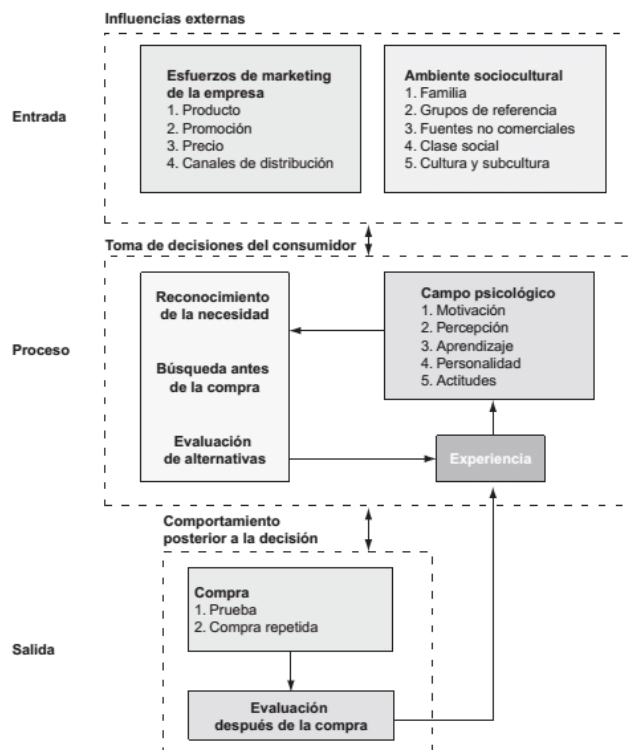 Influencias externas
Entrada
Esfuerzos de marketing
de la empresa
1. Producto
2. Promoción
3. Precio
4. Canales de distribución
Ambiente sociocultural
1. Familia
2. Grupos de referencia
3. Fuentes no comerciales
4. Clase social
5. Cultura y subcultura
Toma de decisiones del consumidor
Proceso
Reconocimiento
de la necesidad
Búsqueda antes
de la compra
Evaluación
de alternativas
Campo psicológico
1. Motivación
2. Percepción
3. Aprendizaje
4. Personalidad
5. Actitudes
Experiencia
Comportamiento
posterior a la decisión
Salida
Compra
1. Prueba
2. Compra repetida
Evaluación
después de la compra